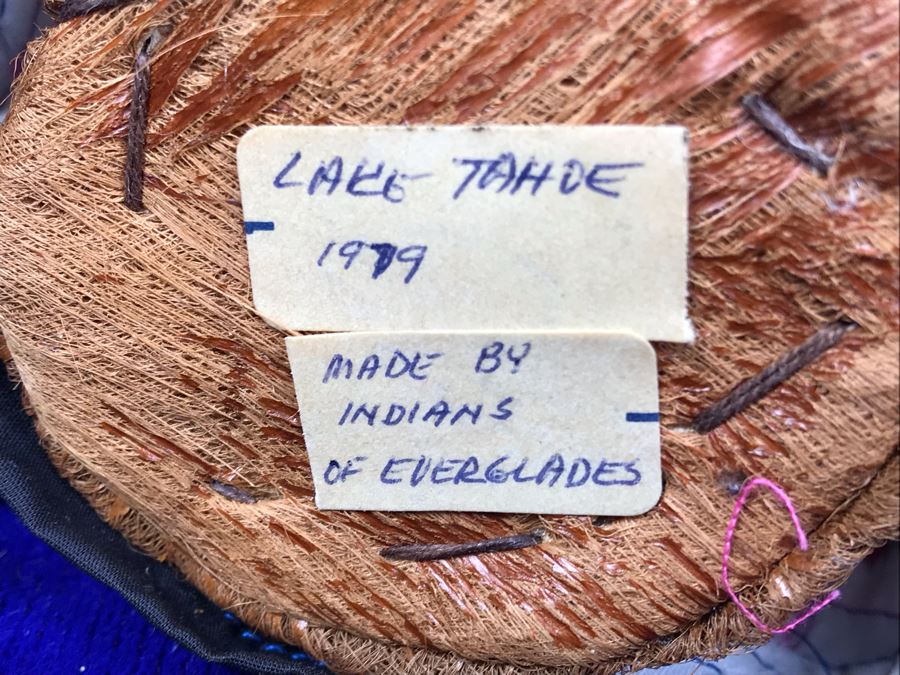 LAKE TAHOE
1979
MADE BY
INDIANS
OF EVERGLADES